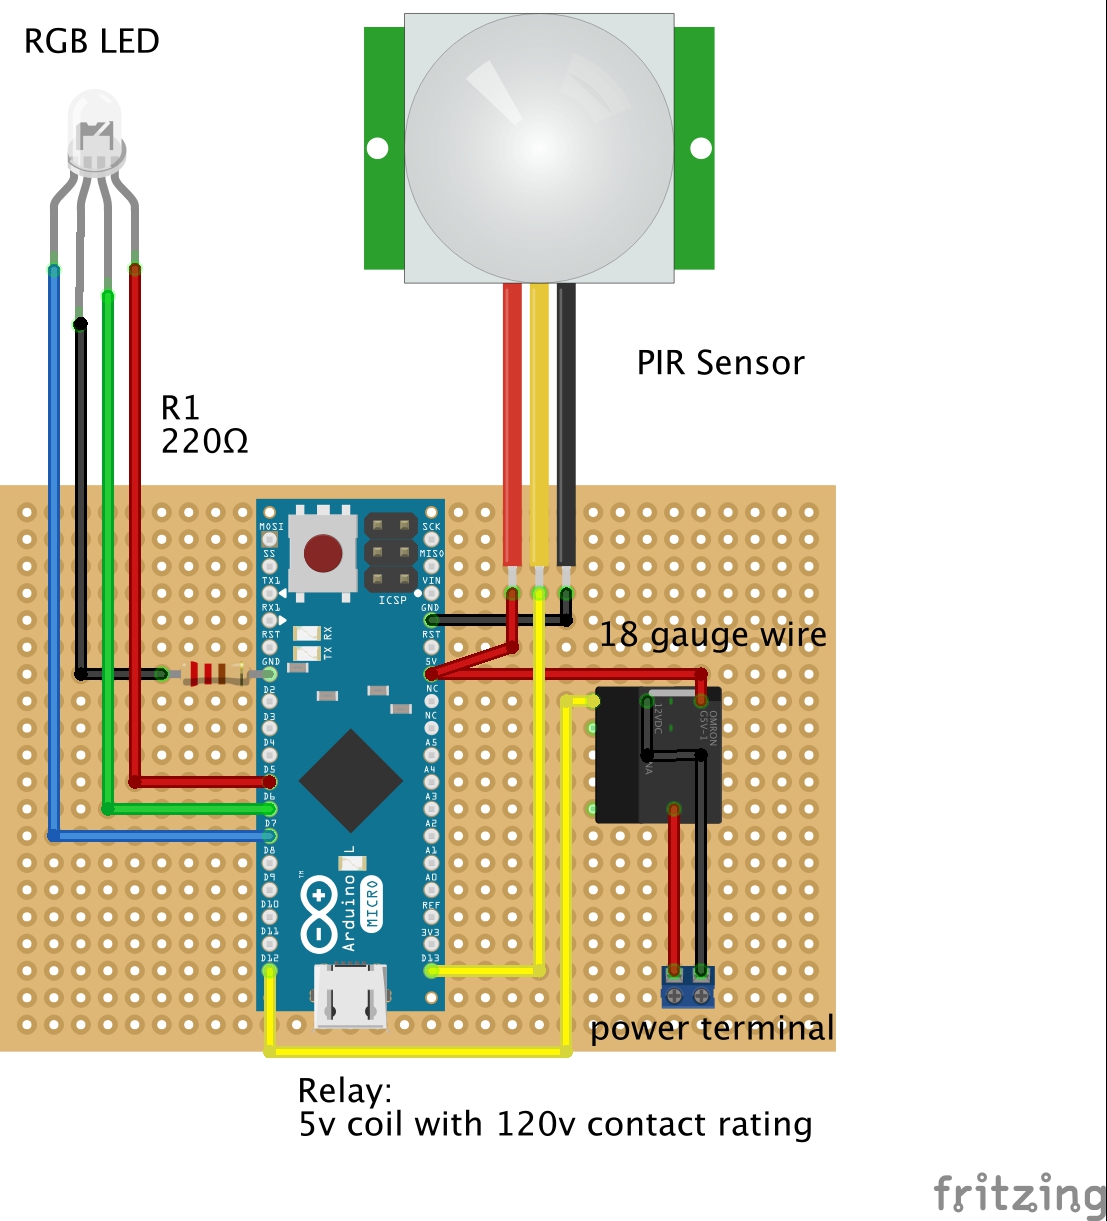 RGB LED
PIR Sensor
R1
220Ω
MOSI
SS
TX1
RX1
RST
GND
D2
D3
D4
D5
D6
D7
D8
D9
D10
D11
D12
ICSP
RX
TX
L
™
Arduino
MICRO
SCK
MISO
VIN
GND
RST
5V
NC
NC
A5
A4
A3
A2
A1
A0
REF
3V3
D13
18 gauge wire
OMRON
G5V-1
12VDC
power terminal
Relay:
5v coil with 120v contact rating
fritzing